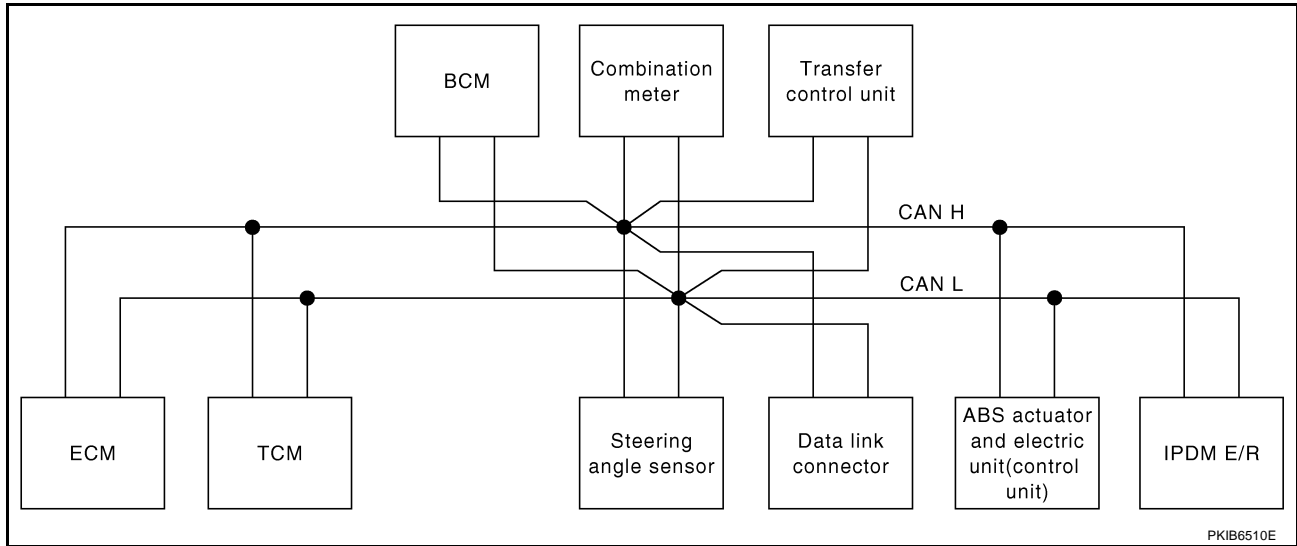 BCM
Combination
meter
Transfer
control unit
CAN H
CAN L
ECM
TCM
Steering
angle sensor
Data link
connector
ABS actuator
and electric
unit(control
unit)
IPDM E/R
PKIB6510E